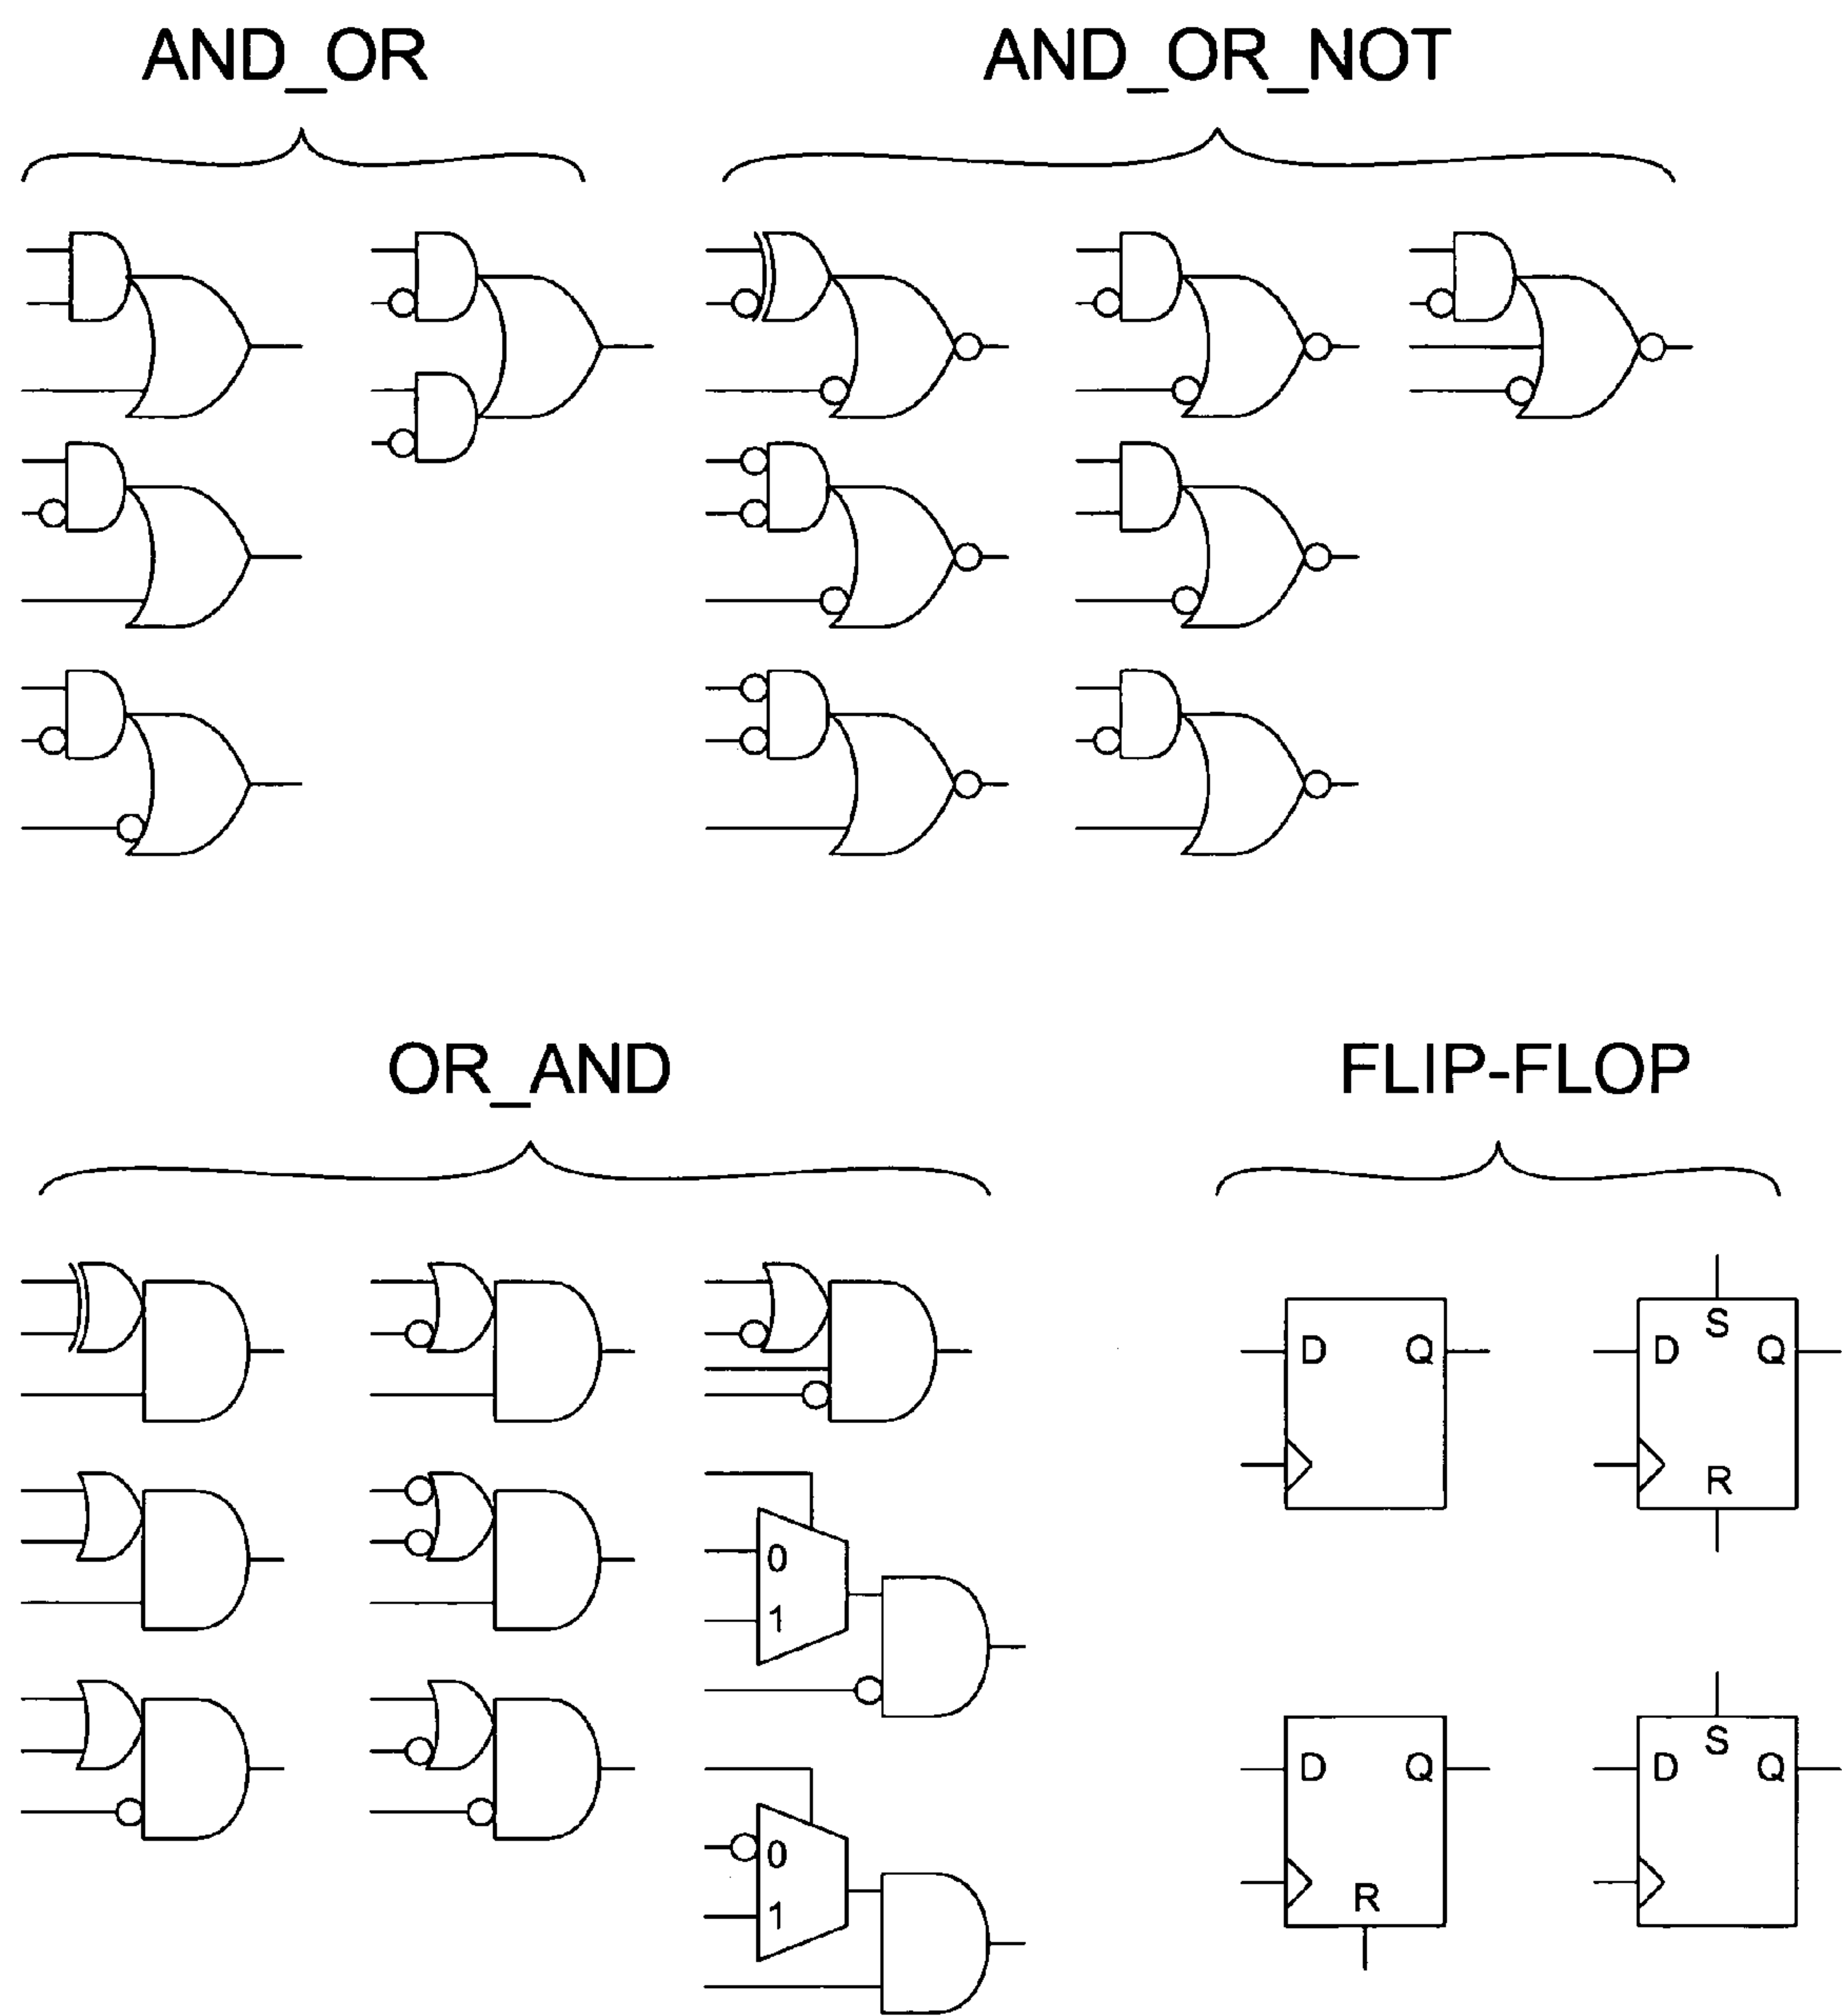 AND_OR
AND_OR_NOT
OR_AND
FLIP-FLOP
D Q
S
D Q
R
0
1
D Q
R
S
D Q
0
1